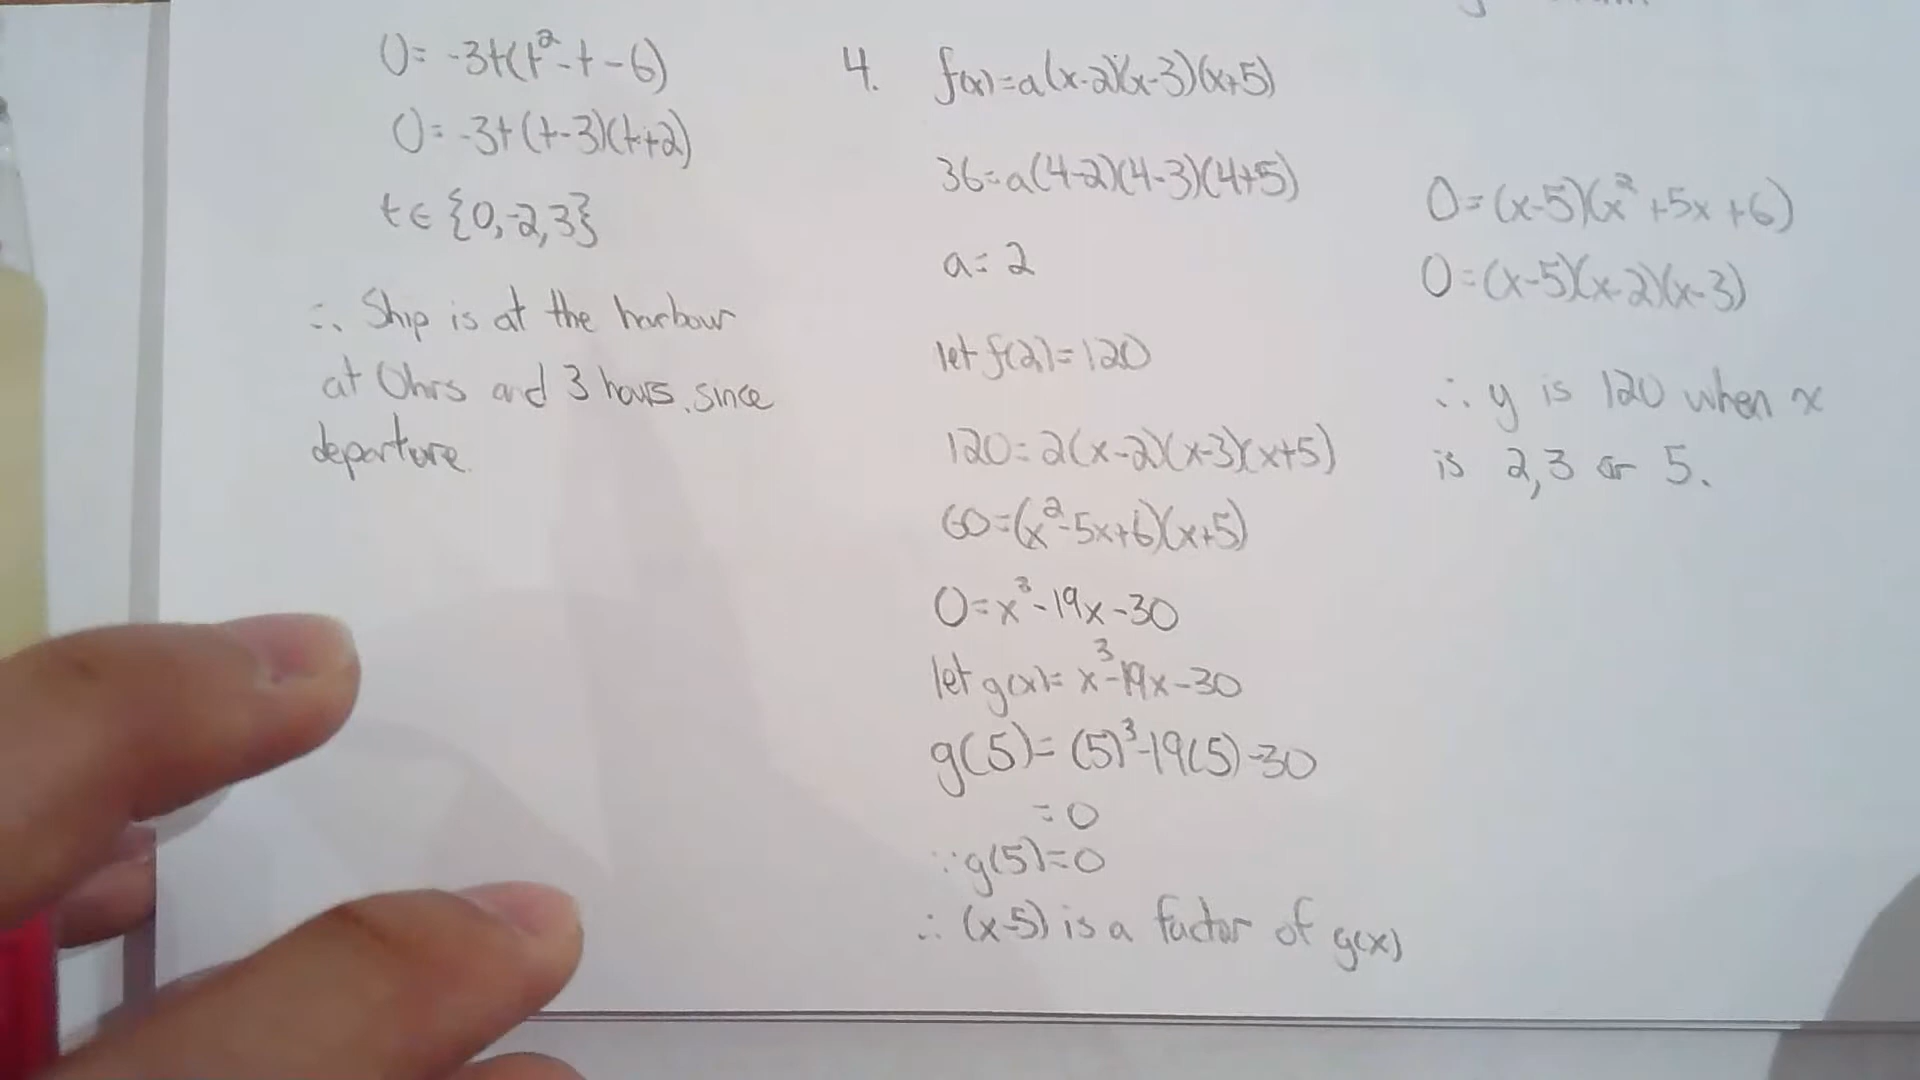 0 = -3t(t² - t - 6)
0 = -3t(t-3)(t+2)
t ∈ {0,-2,3}
∴ Ship is at the harbour
at 0hrs and 3 hours, since
departure.
4. f(x) = a(x-2)(x-3)(x+5)
36 = a(4-2)(4-3)(4+5)
a = 2
let f(2) = 120
120 = 2(x-2)(x-3)(x+5)
60 = (x²-5x+6)(x+5)
0 = x³-19x-30
let g(x) = x³-19x-30
g(5) = (5)³-19(5)-30
= 0
∵ g(5) = 0
∴ (x-5) is a factor of g(x)
0 = (x-5)(x²+5x+6)
0 = (x-5)(x-2)(x-3)
∴ y is 120 when x
is 2,3 or 5.